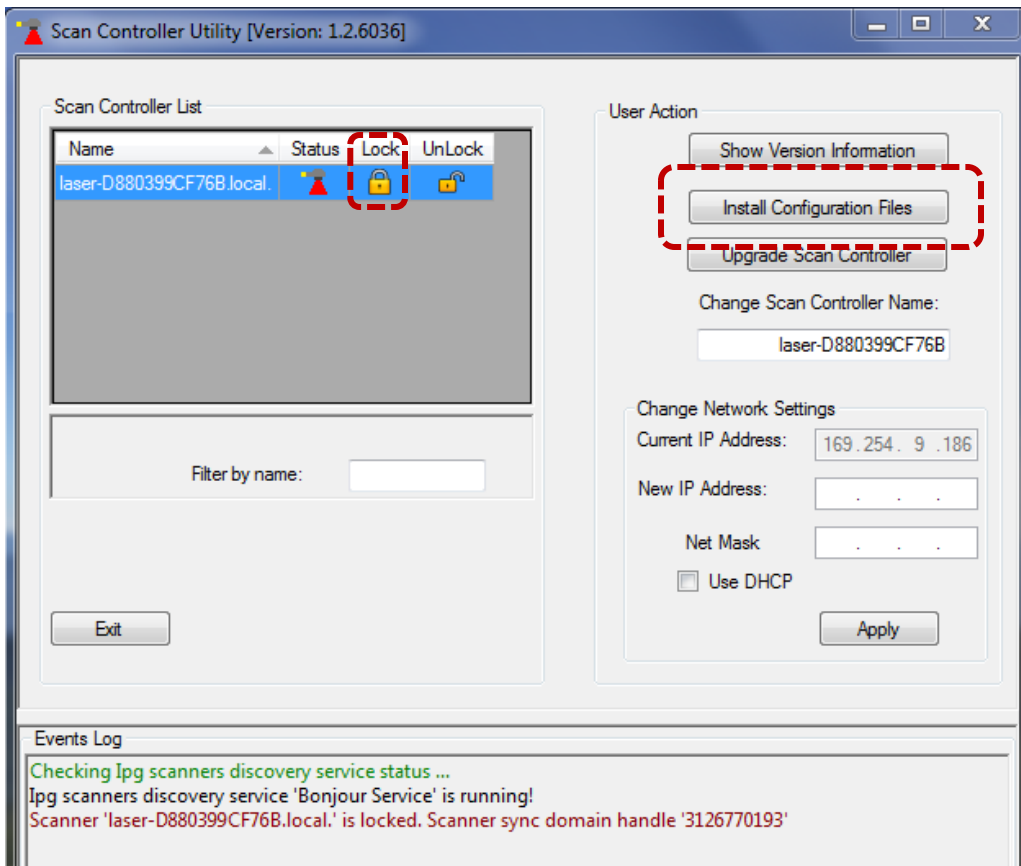 Scan Controller Utility [Version: 1.2.6036]
Scan Controller List
Name Status Lock UnLock
laser-D880399CF76B.local.
Filter by name:
Exit
User Action
Show Version Information
Install Configuration Files
Upgrade Scan Controller
Change Scan Controller Name:
laser-D880399CF76B
Change Network Settings
Current IP Address: 169.254. 9 .186
New IP Address: . . .
Net Mask . . .
Use DHCP
Apply
Events Log
Checking Ipg scanners discovery service status ...
Ipg scanners discovery service 'Bonjour Service' is running!
Scanner 'laser-D880399CF76B.local.' is locked. Scanner sync domain handle '3126770193'